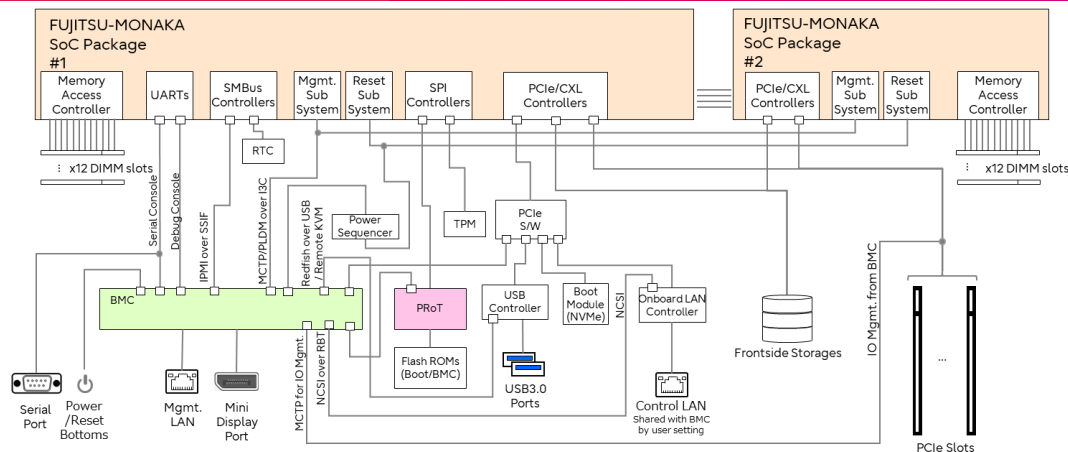 FUJITSU-MONAKA
SoC Package
#1
Memory
Access
Controller
UARTs
SMBus
Controllers
Mgmt.
Sub
System
Reset
Sub
System
SPI
Controllers
PCIe/CXL
Controllers
FUJITSU-MONAKA
SoC Package
#2
PCIe/CXL
Controllers
Mgmt.
Sub
System
Reset
Sub
System
Memory
Access
Controller
RTC
⋮ x12 DIMM slots
⋮ x12 DIMM slots
Serial Console
Debug Console
IPMI over SSIF
MCTP/PLDM over I3C
Redfish over USB
/ Remote KVM
Power
Sequencer
TPM
PCIe
S/W
BMC
PRoT
USB
Controller
Boot
Module
(NVMe)
NCSI
Onboard LAN
Controller
Frontside Storages
IO Mgmt. from BMC
...
MCTP for IO Mgmt.
NCSI over RBT
Flash ROMs
(Boot/BMC)
USB3.0
Ports
Serial
Port
Power
/Reset
Bottoms
Mgmt.
LAN
Mini
Display
Port
Control LAN
Shared with BMC
by user setting
PCIe Slots